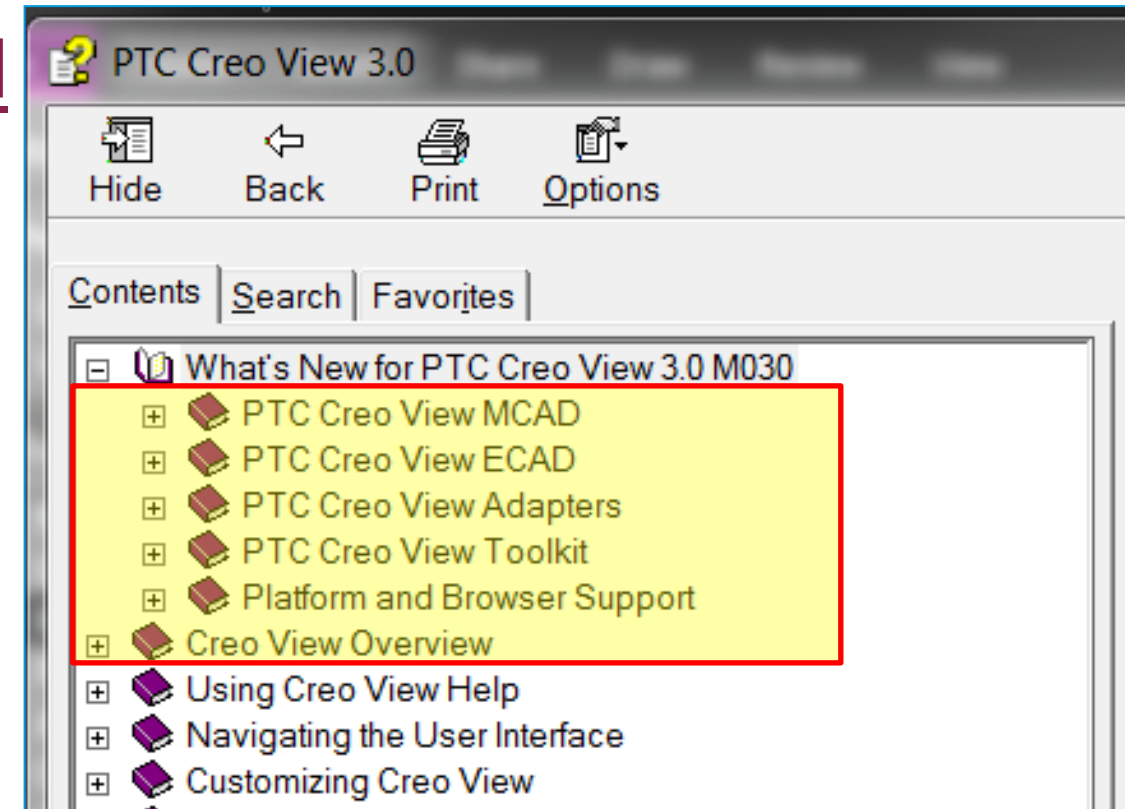 PTC Creo View 3.0
Hide Back Print Options
Contents Search Favorites
What's New for PTC Creo View 3.0 M030
PTC Creo View MCAD
PTC Creo View ECAD
PTC Creo View Adapters
PTC Creo View Toolkit
Platform and Browser Support
Creo View Overview
Using Creo View Help
Navigating the User Interface
Customizing Creo View